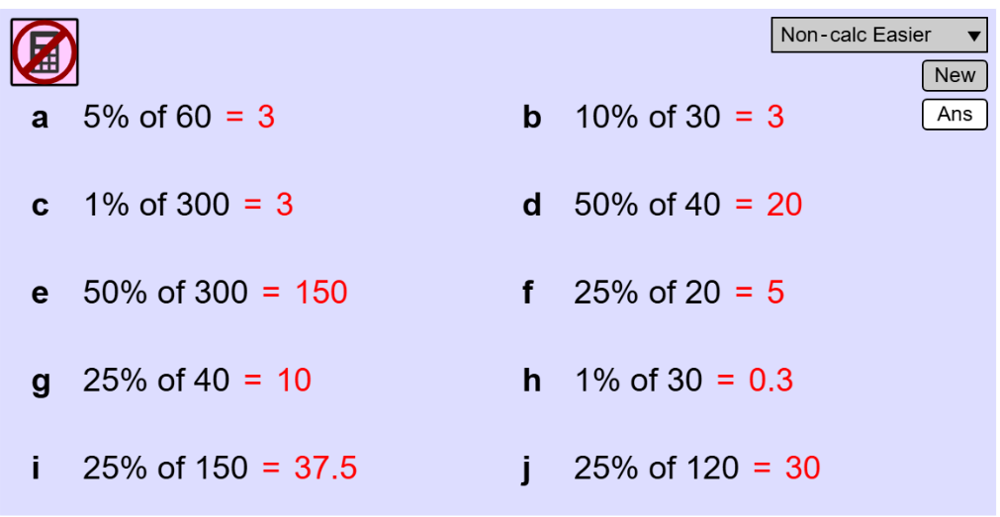 Non-calc Easier
New
Ans
a 5% of 60 = 3
b 10% of 30 = 3
c 1% of 300 = 3
d 50% of 40 = 20
e 50% of 300 = 150
f 25% of 20 = 5
g 25% of 40 = 10
h 1% of 30 = 0.3
i 25% of 150 = 37.5
j 25% of 120 = 30